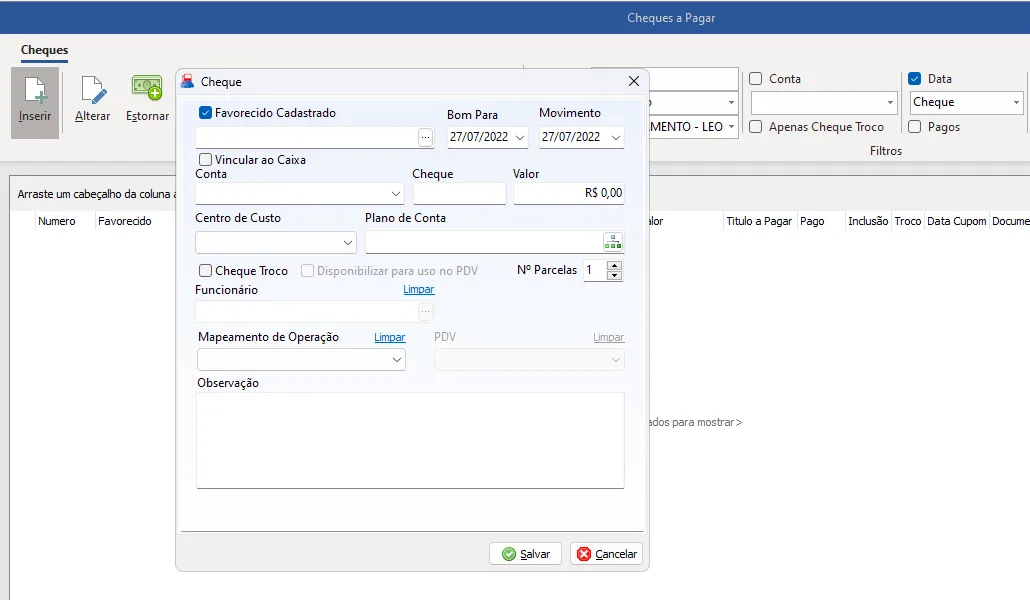 Cheques a Pagar
Cheques
Inserir
Alterar
Estornar
Conta
Data
Cheque
MENTO - LEO
Apenas Cheque Troco
Pagos
Filtros
Cheque
Favorecido Cadastrado
Bom Para
Movimento
...
27/07/2022
27/07/2022
Vincular ao Caixa
Conta
Cheque
Valor
R$ 0,00
Centro de Custo
Plano de Conta
Cheque Troco
Disponibilizar para uso no PDV
Nº Parcelas
1
Funcionário
Limpar
...
Mapeamento de Operação
Limpar
PDV
Limpar
Observação
Salvar
Cancelar
Arraste um cabeçalho da coluna a
Numero
Favorecido
alor
Titulo a Pagar
Pago
Inclusão
Troco
Data Cupom
Docume
ados para mostrar>